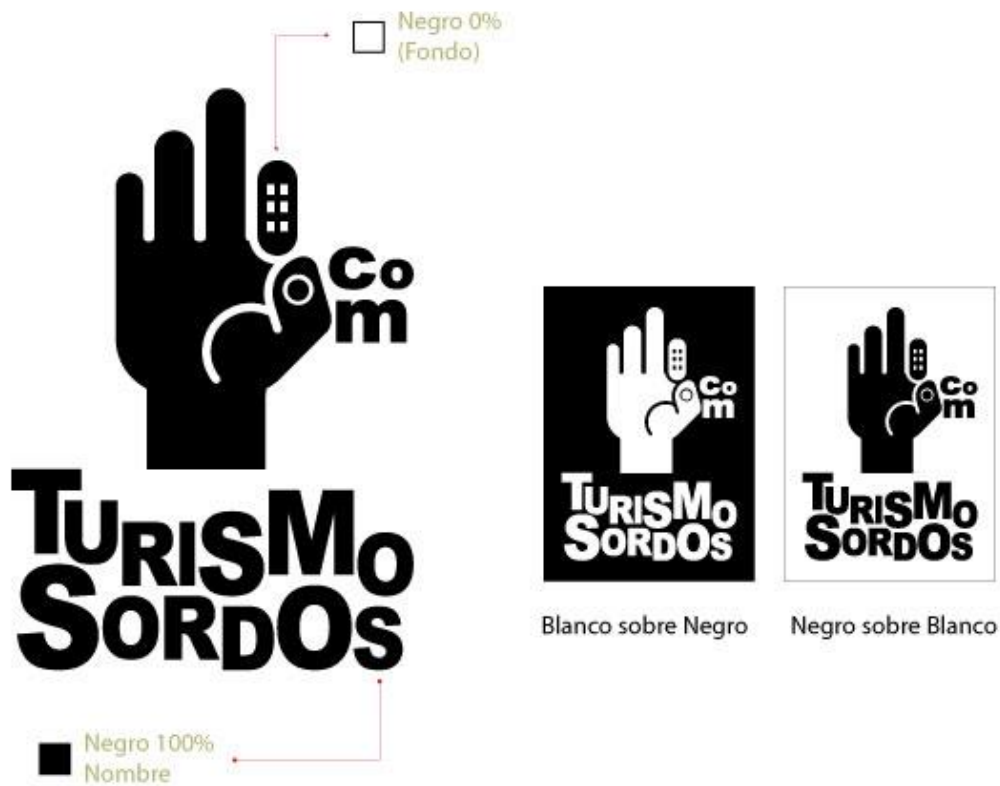 Negro 0%
(Fondo)
Co
m
TURISMO
SORDOS
Negro 100%
Nombre
Co
m
TURISMO
SORDOS
Blanco sobre Negro
Co
m
TURISMO
SORDOS
Negro sobre Blanco